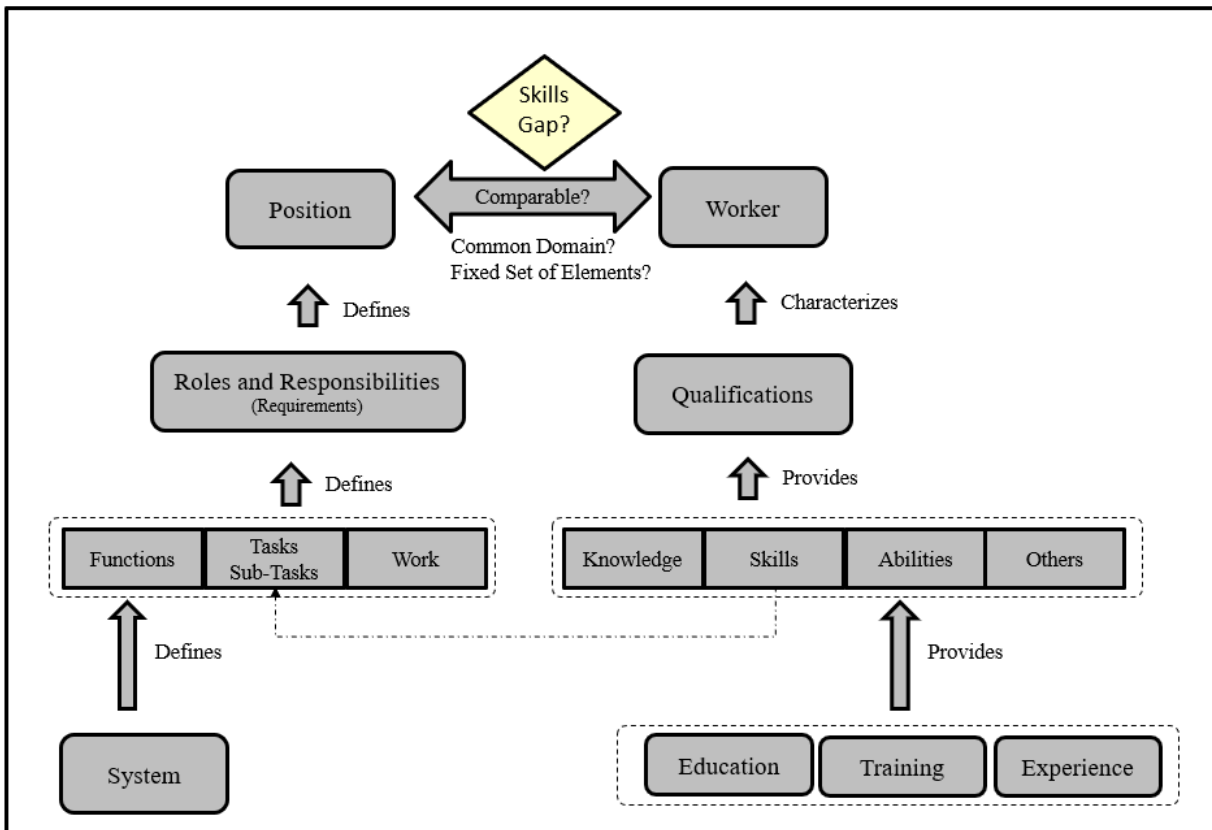 Skills
Gap?
Position
Comparable?
Worker
Common Domain?
Fixed Set of Elements?
Defines
Characterizes
Roles and Responsibilities
(Requirements)
Qualifications
Defines
Provides
Functions
Tasks
Sub-Tasks
Work
Knowledge
Skills
Abilities
Others
Defines
Provides
System
Education
Training
Experience